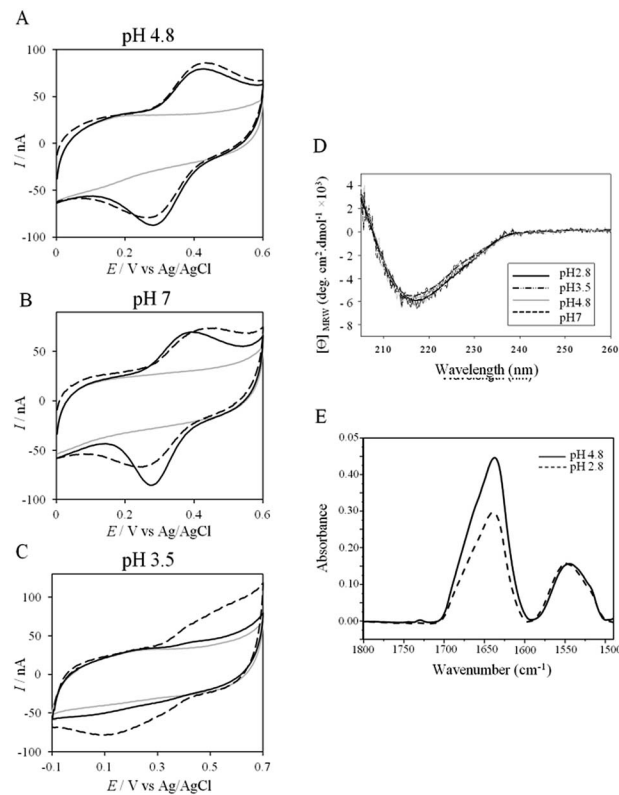 A
pH 4.8
100
50
0
-50
-100
I / nA
0 0.2 0.4 0.6
E / V vs Ag/AgCl
B
pH 7
50
0
-50
-100
I / nA
0 0.2 0.4 0.6
E / V vs Ag/AgCl
C
pH 3.5
100
50
0
-50
-100
I / nA
-0.1 0.1 0.3 0.5 0.7
E / V vs Ag/AgCl
D
4
2
0
-2
-4
-6
-8
[Θ] MRW (deg. cm².dmol⁻¹ ×10³)
pH2.8
pH3.5
pH4.8
pH7
210 220 230 240 250 260
Wavelength (nm)
E
0.05
0.40
0.30
0.20
0.10
0.00
Absorbance
pH 4.8
pH 2.8
1800 1750 1700 1650 1600 1550 1500
Wavenumber (cm⁻¹)